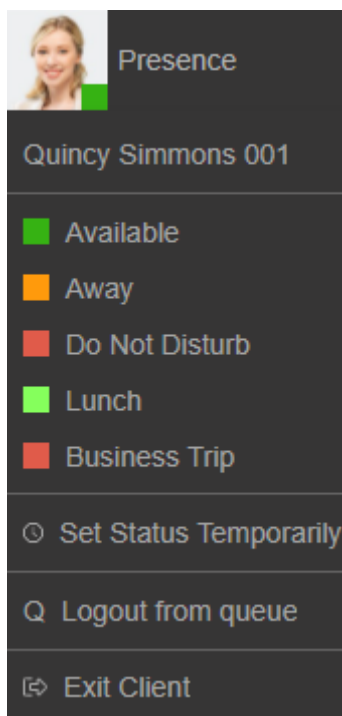 Presence
Quincy Simmons 001
Available
Away
Do Not Disturb
Lunch
Business Trip
Set Status Temporarily
Q Logout from queue
Exit Client